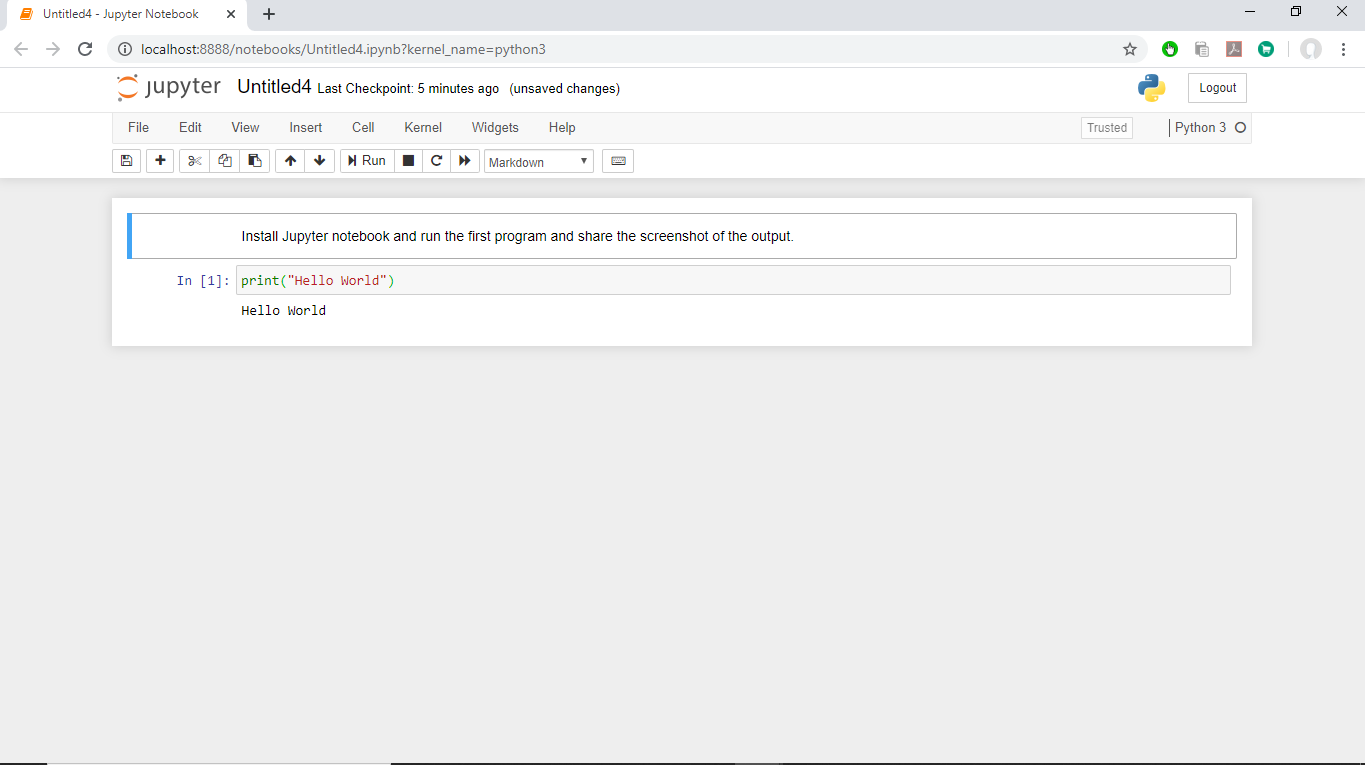 Untitled4 - Jupyter Notebook
localhost:8888/notebooks/Untitled4.ipynb?kernel_name=python3
jupyter Untitled4 Last Checkpoint: 5 minutes ago (unsaved changes) Logout
File Edit View Insert Cell Kernel Widgets Help Trusted Python 3
Run Markdown
Install Jupyter notebook and run the first program and share the screenshot of the output.
In [1]: print("Hello World")
Hello World